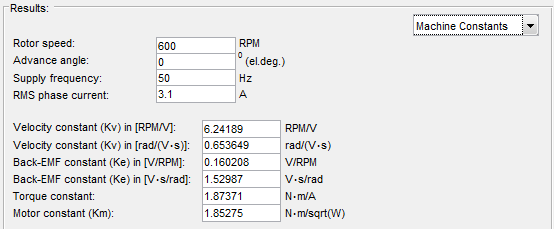 Results:
Machine Constants
Rotor speed: 600 RPM
Advance angle: 0 0 (el.deg.)
Supply frequency: 50 Hz
RMS phase current: 3.1 A
Velocity constant (Kv) in [RPM/V]: 6.24189 RPM/V
Velocity constant (Kv) in [rad/(V·s)]: 0.653649 rad/(V·s)
Back-EMF constant (Ke) in [V/RPM]: 0.160208 V/RPM
Back-EMF constant (Ke) in [V·s/rad]: 1.52987 V·s/rad
Torque constant: 1.87371 N·m/A
Motor constant (Km): 1.85275 N·m/sqrt(W)